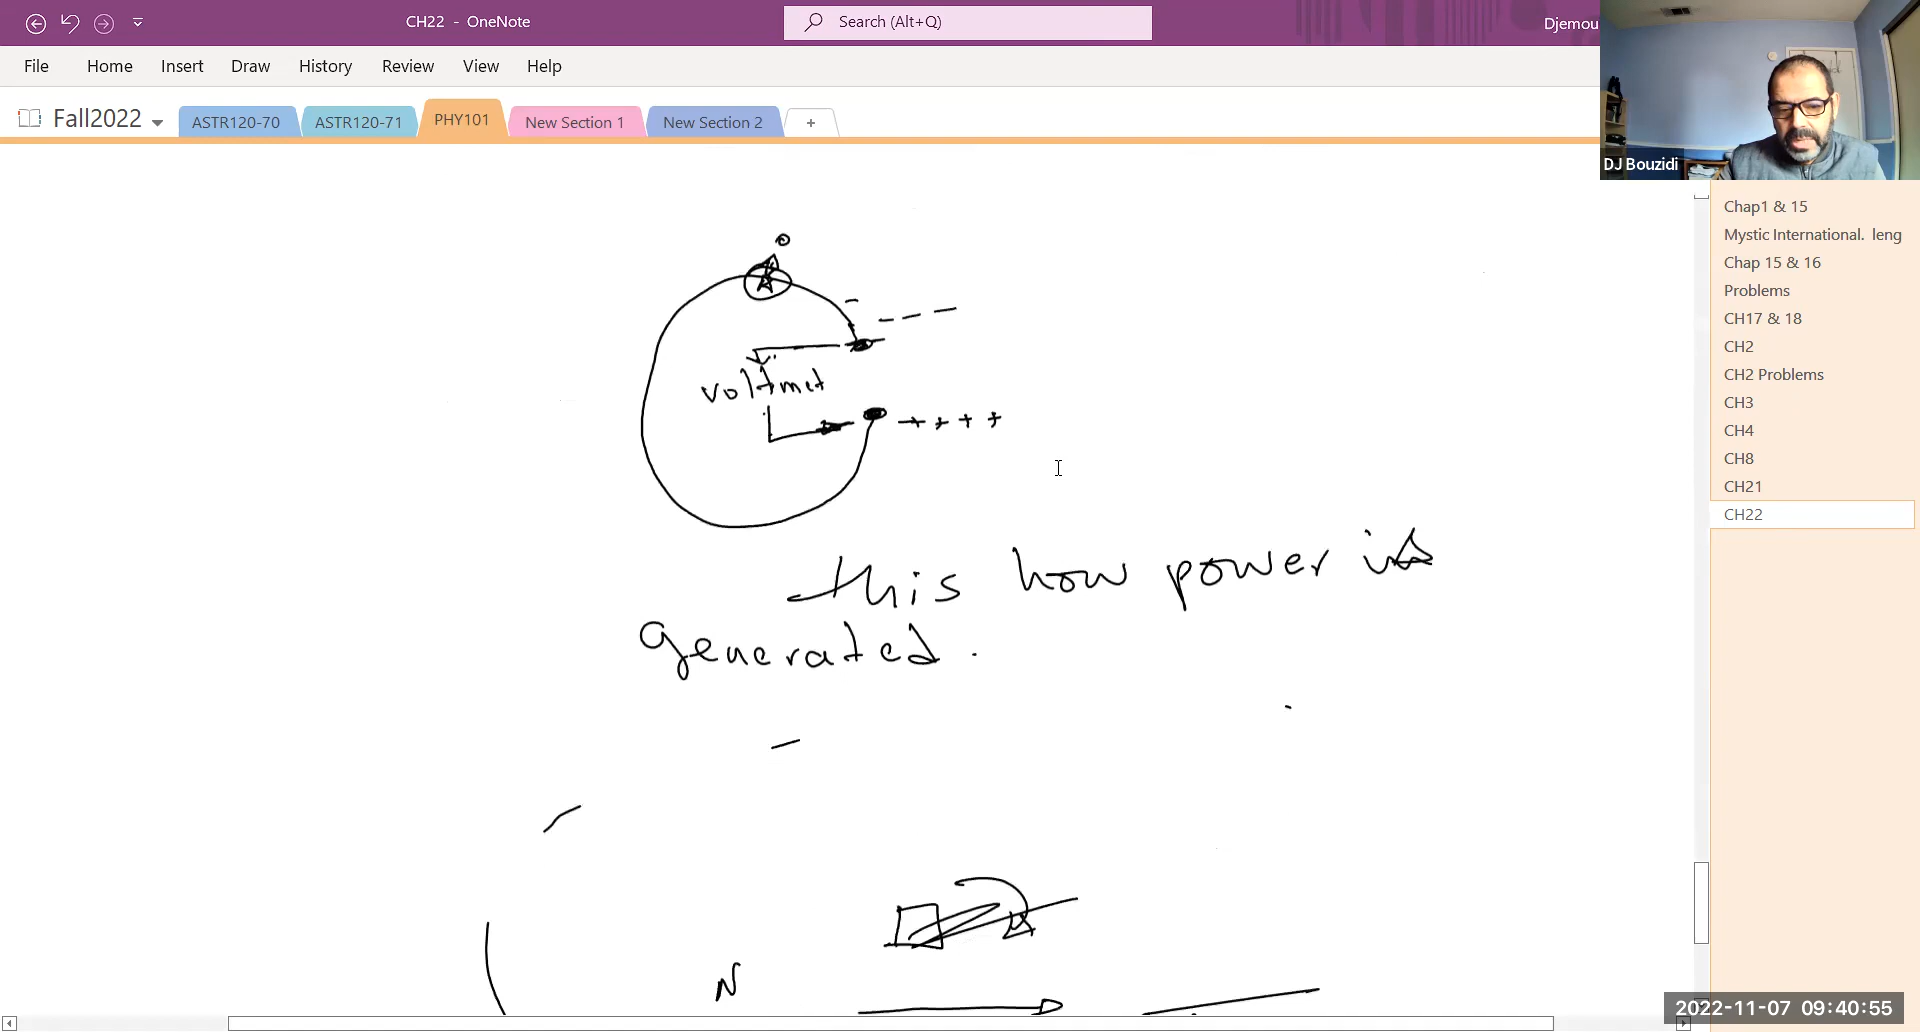 CH22 - OneNote
Search (Alt+Q)
Djemou
File Home Insert Draw History Review View Help
Fall2022 ASTR120-70 ASTR120-71 PHY101 New Section 1 New Section 2 +
DJ Bouzidi
Chap1 & 15
Mystic International. leng
Chap 15 & 16
Problems
CH17 & 18
CH2
CH2 Problems
CH3
CH4
CH8
CH21
CH22
- - - -
voltmet
+ + + +
this how power is
generated.
N
2022-11-07 09:40:55